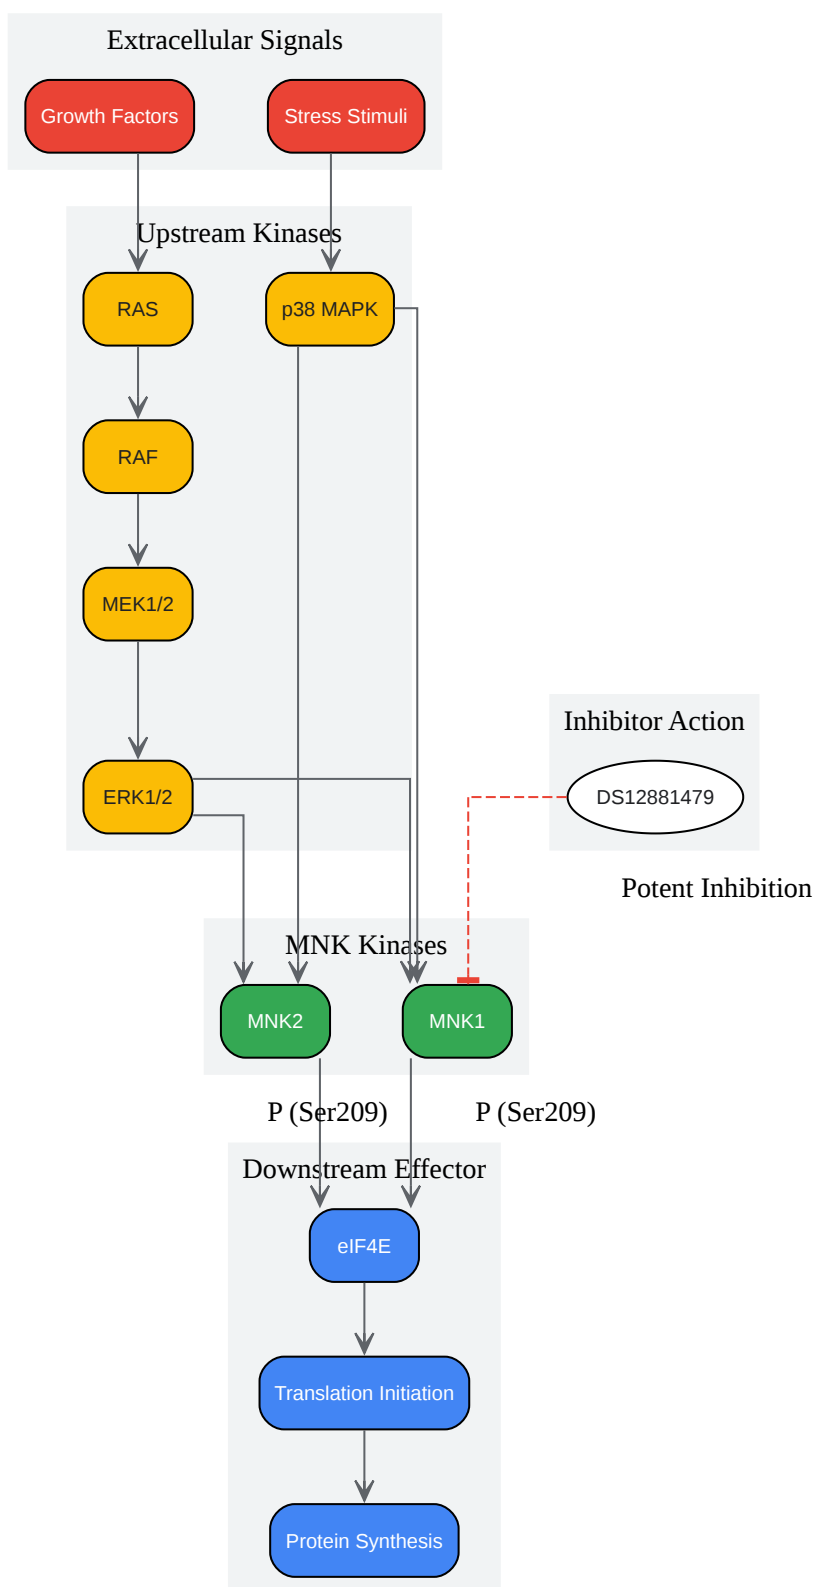 Extracellular Signals
Growth Factors
Stress Stimuli
Upstream Kinases
RAS
p38 MAPK
RAF
MEK1/2
Inhibitor Action
ERK1/2
DS12881479
Potent Inhibition
MNK Kinases
MNK2
MNK1
P (Ser209)
P (Ser209)
Downstream Effector
eIF4E
Translation Initiation
Protein Synthesis